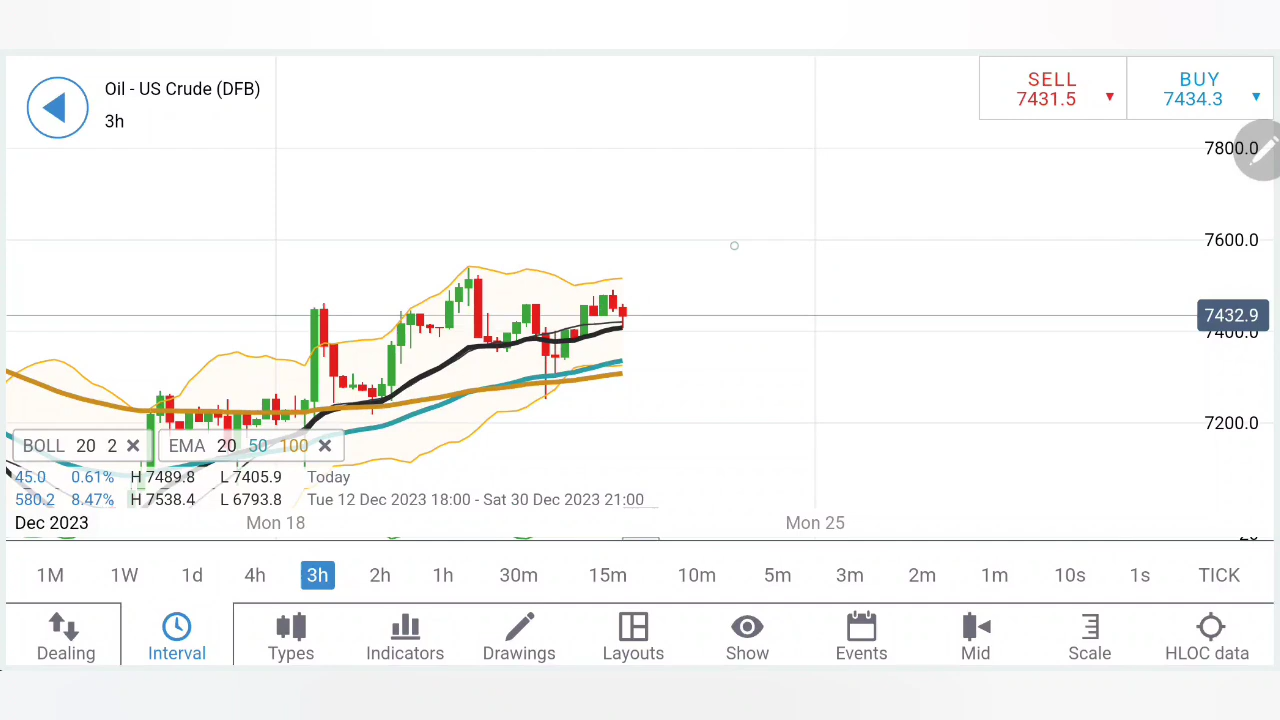 Oil - US Crude (DFB)
3h
SELL
7431.5
BUY
7434.3
7800.0
7600.0
7432.9
7400.0
7200.0
BOLL 20 2
EMA 20 50 100
45.0 0.61% H 7489.8 L 7405.9 Today
580.2 8.47% H 7538.4 L 6793.8 Tue 12 Dec 2023 18:00 - Sat 30 Dec 2023 21:00
Dec 2023 Mon 18 Mon 25
1M 1W 1d 4h 3h 2h 1h 30m 15m 10m 5m 3m 2m 1m 10s 1s TICK
Dealing Interval Types Indicators Drawings Layouts Show Events Mid Scale HLOC data